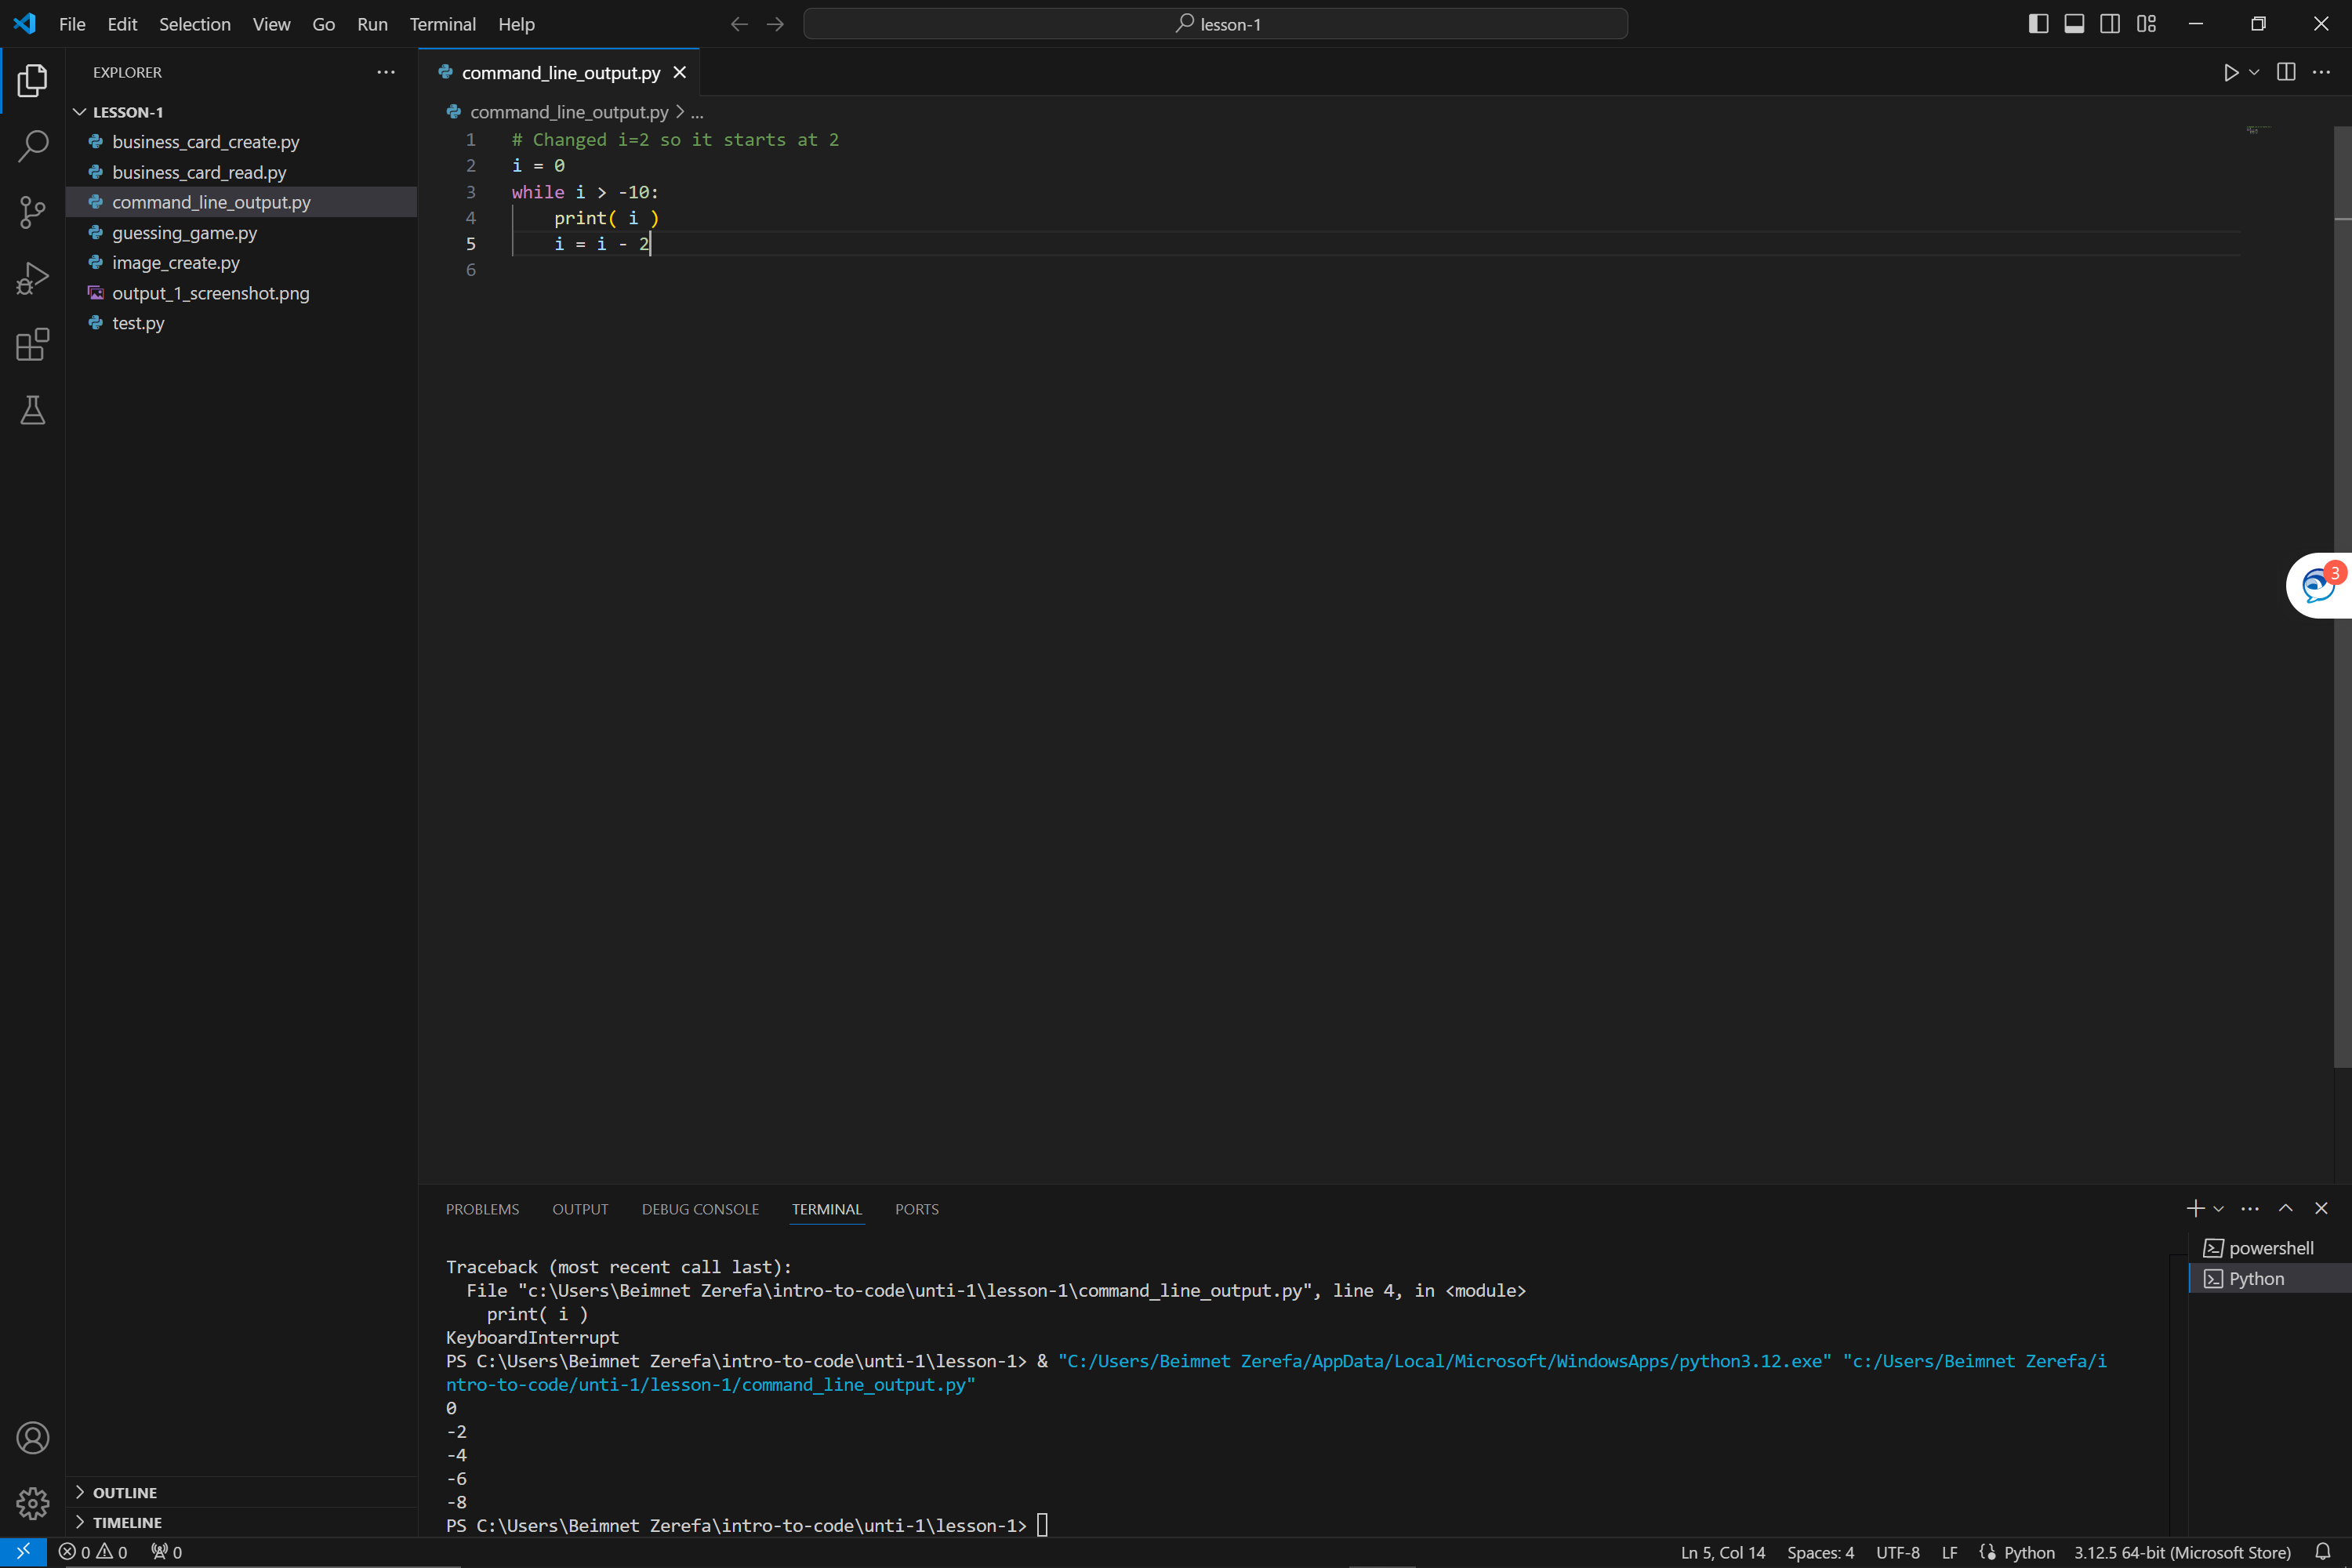 File Edit Selection View Go Run Terminal Help
lesson-1
EXPLORER
LESSON-1
business_card_create.py
business_card_read.py
command_line_output.py
guessing_game.py
image_create.py
output_1_screenshot.png
test.py
OUTLINE
TIMELINE
command_line_output.py
command_line_output.py > ...
1 # Changed i=2 so it starts at 2
2 i = 0
3 while i > -10:
4     print( i )
5     i = i - 2
6
3
PROBLEMS OUTPUT DEBUG CONSOLE TERMINAL PORTS
Traceback (most recent call last):
  File "c:\Users\Beimnet Zerefa\intro-to-code\unti-1\lesson-1\command_line_output.py", line 4, in <module>
    print( i )
KeyboardInterrupt
PS C:\Users\Beimnet Zerefa\intro-to-code\unti-1\lesson-1> & "C:/Users/Beimnet Zerefa/AppData/Local/Microsoft/WindowsApps/python3.12.exe" "c:/Users/Beimnet Zerefa/i
ntro-to-code/unti-1/lesson-1/command_line_output.py"
0
-2
-4
-6
-8
PS C:\Users\Beimnet Zerefa\intro-to-code\unti-1\lesson-1>
powershell
Python
0 0 0 Ln 5, Col 14 Spaces: 4 UTF-8 LF Python 3.12.5 64-bit (Microsoft Store)